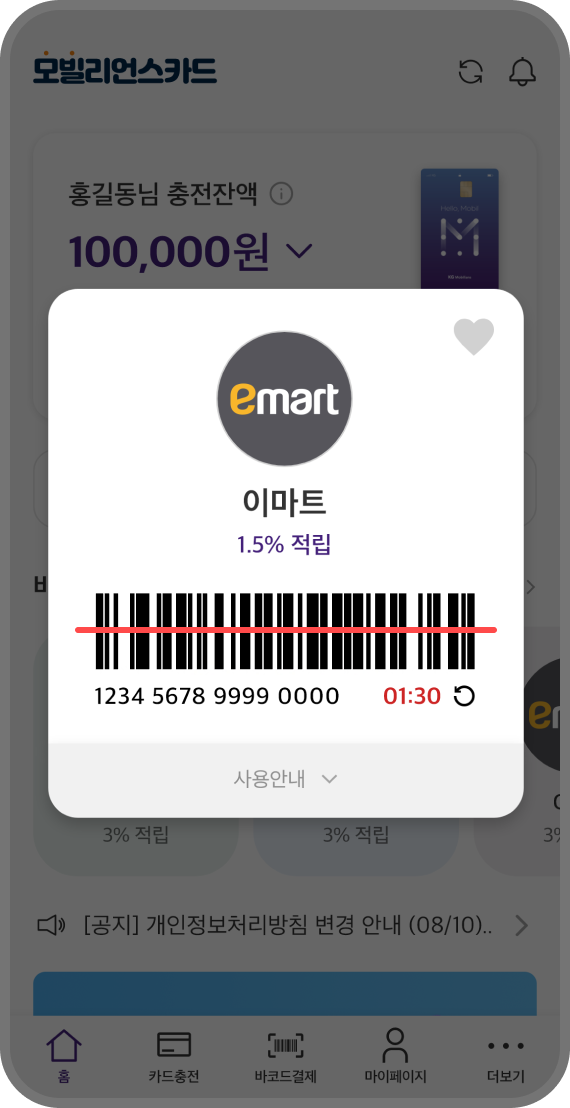 모빌리언스카드
홍길동님 충전잔액
100,000원
emart
이마트
1.5% 적립
1234 5678 9999 0000 01:30
사용안내
3% 적립
3% 적립
[공지] 개인정보처리방침 변경 안내 (08/10)..
홈
카드충전
바코드결제
마이페이지
더보기